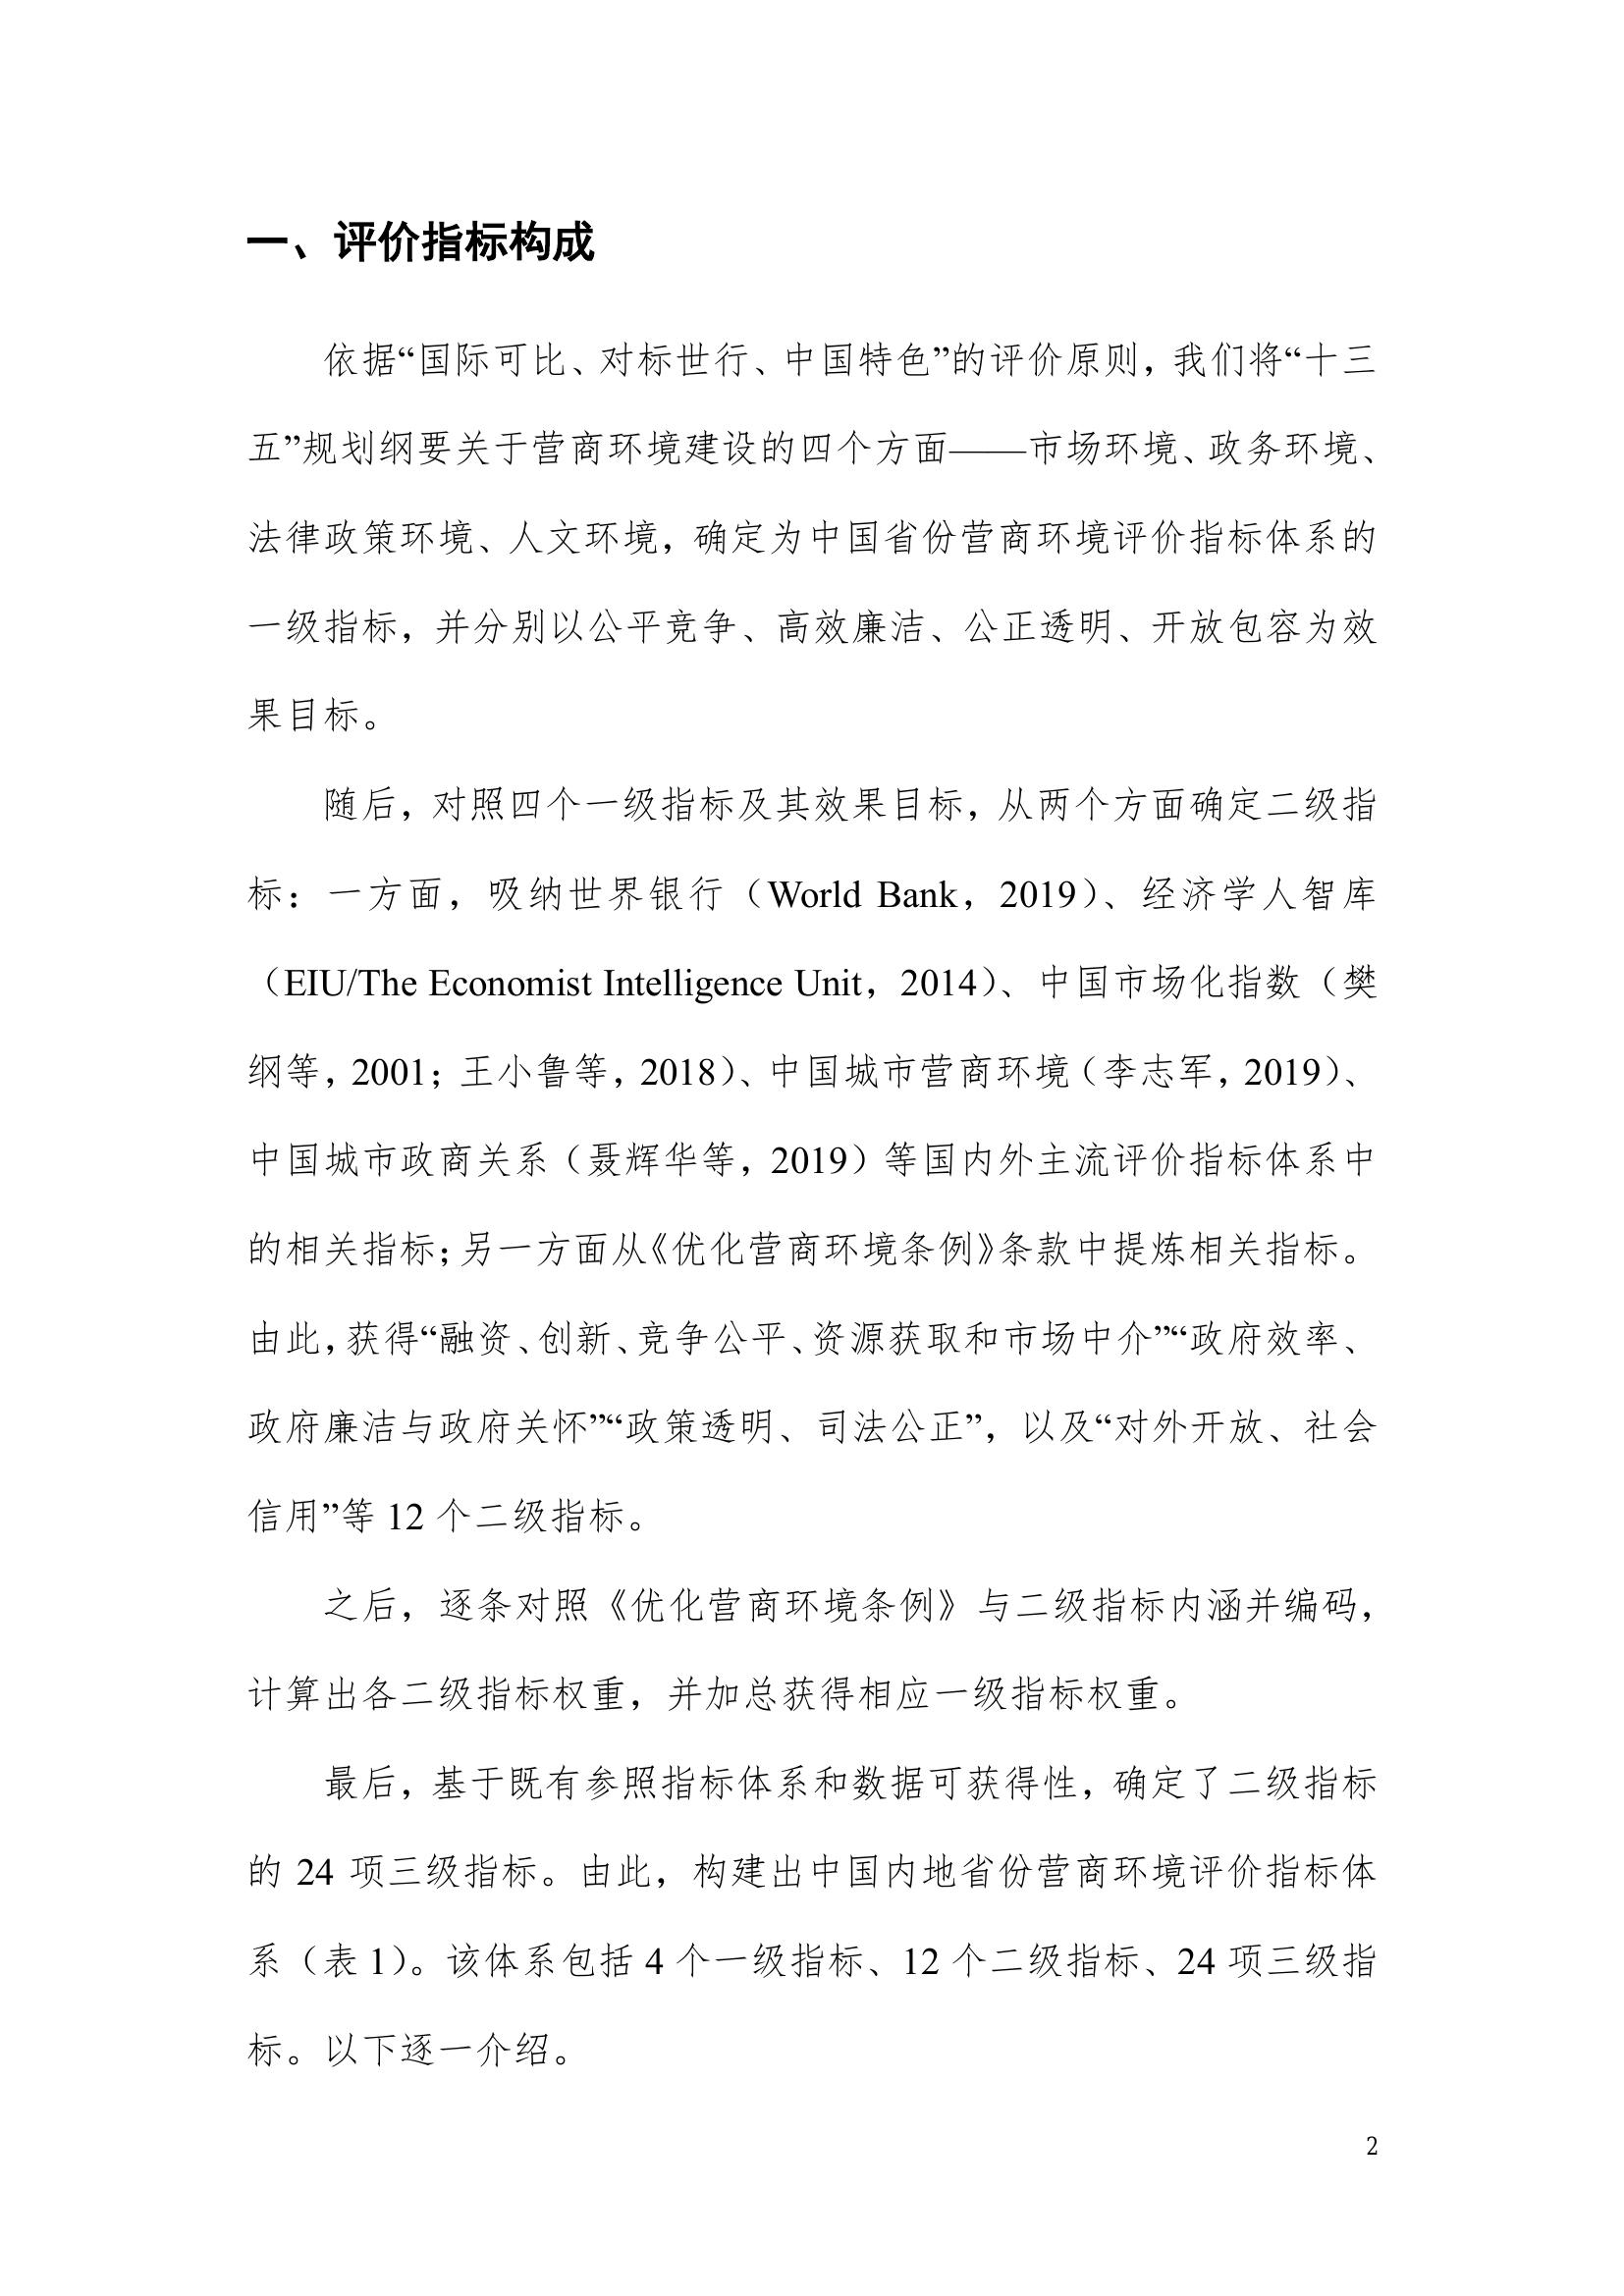 一、评价指标构成
依据“国际可比、对标世行、中国特色”的评价原则，我们将“十三
五”规划纲要关于营商环境建设的四个方面——市场环境、政务环境、
法律政策环境、人文环境，确定为中国省份营商环境评价指标体系的
一级指标，并分别以公平竞争、高效廉洁、公正透明、开放包容为效
果目标。
随后，对照四个一级指标及其效果目标，从两个方面确定二级指
标：一方面，吸纳世界银行（World Bank，2019）、经济学人智库
（EIU/The Economist Intelligence Unit，2014）、中国市场化指数（樊
纲等，2001；王小鲁等，2018）、中国城市营商环境（李志军，2019）、
中国城市政商关系（聂辉华等，2019）等国内外主流评价指标体系中
的相关指标；另一方面从《优化营商环境条例》条款中提炼相关指标。
由此，获得“融资、创新、竞争公平、资源获取和市场中介”“政府效率、
政府廉洁与政府关怀”“政策透明、司法公正”，以及“对外开放、社会
信用”等 12 个二级指标。
之后，逐条对照《优化营商环境条例》与二级指标内涵并编码，
计算出各二级指标权重，并加总获得相应一级指标权重。
最后，基于既有参照指标体系和数据可获得性，确定了二级指标
的 24 项三级指标。由此，构建出中国内地省份营商环境评价指标体
系（表 1）。该体系包括 4 个一级指标、12 个二级指标、24 项三级指
标。以下逐一介绍。
2